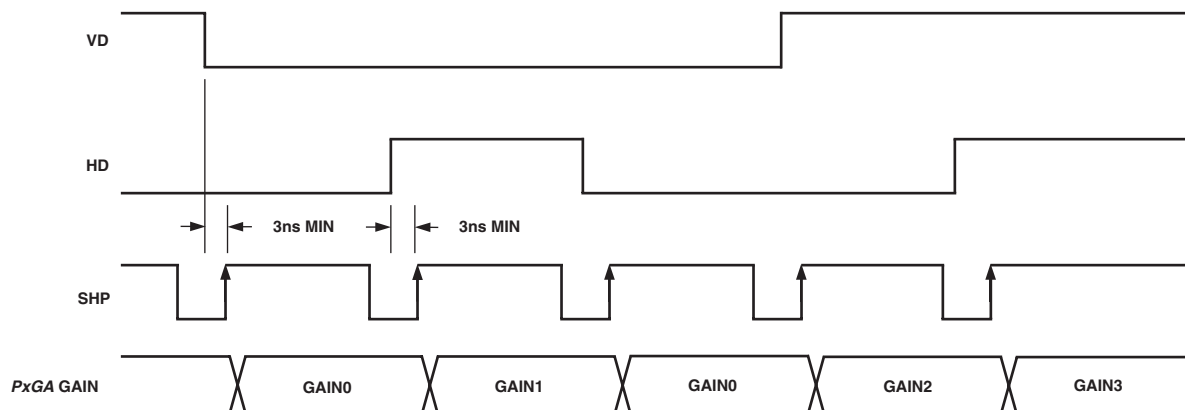 VD
HD
3ns MIN 3ns MIN
SHP
PxGA GAIN GAIN0 GAIN1 GAIN0 GAIN2 GAIN3